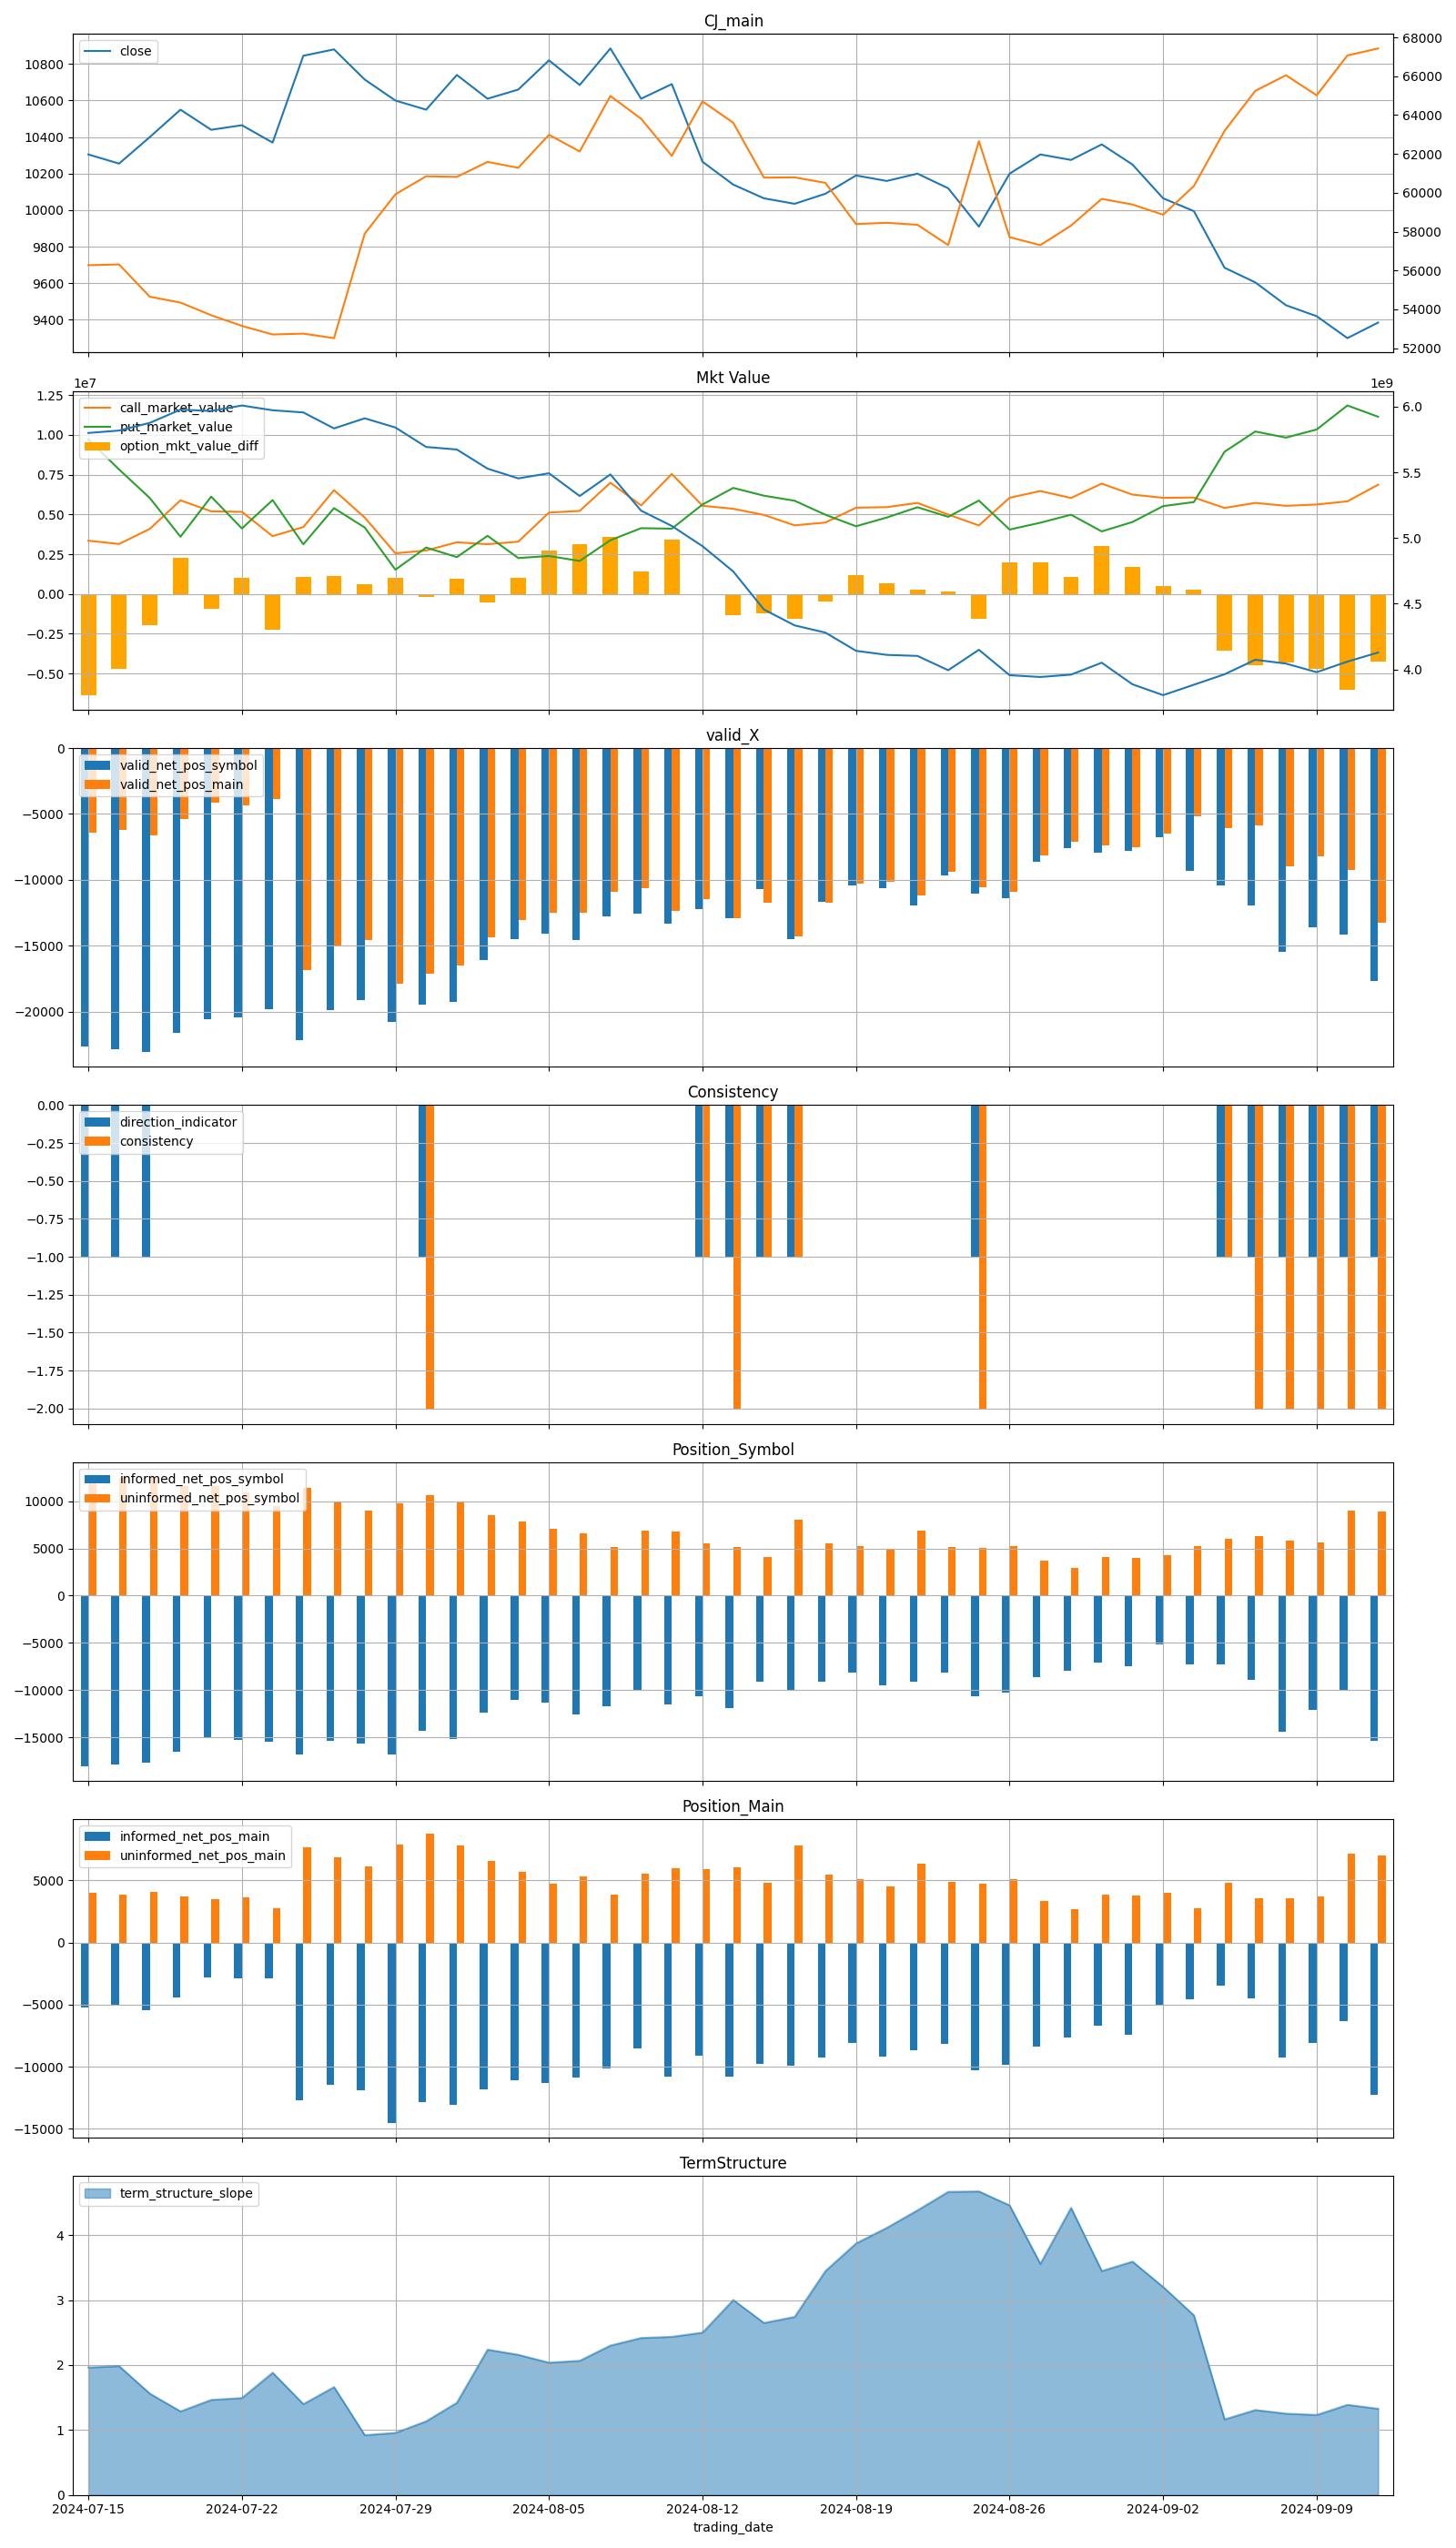 CJ_main
close
10800
10600
10400
10200
10000
9800
9600
9400
68000
66000
64000
62000
60000
58000
56000
54000
52000
Mkt Value
1e7
1e9
call_market_value
put_market_value
option_mkt_value_diff
1.25
1.00
0.75
0.50
0.25
0.00
−0.25
−0.50
6.0
5.5
5.0
4.5
4.0
valid_X
valid_net_pos_symbol
valid_net_pos_main
0
−5000
−10000
−15000
−20000
Consistency
direction_indicator
consistency
0.00
−0.25
−0.50
−0.75
−1.00
−1.25
−1.50
−1.75
−2.00
Position_Symbol
informed_net_pos_symbol
uninformed_net_pos_symbol
10000
5000
0
−5000
−10000
−15000
Position_Main
informed_net_pos_main
uninformed_net_pos_main
5000
0
−5000
−10000
−15000
TermStructure
term_structure_slope
4
3
2
1
0
2024-07-15 2024-07-22 2024-07-29 2024-08-05 2024-08-12 2024-08-19 2024-08-26 2024-09-02 2024-09-09
trading_date